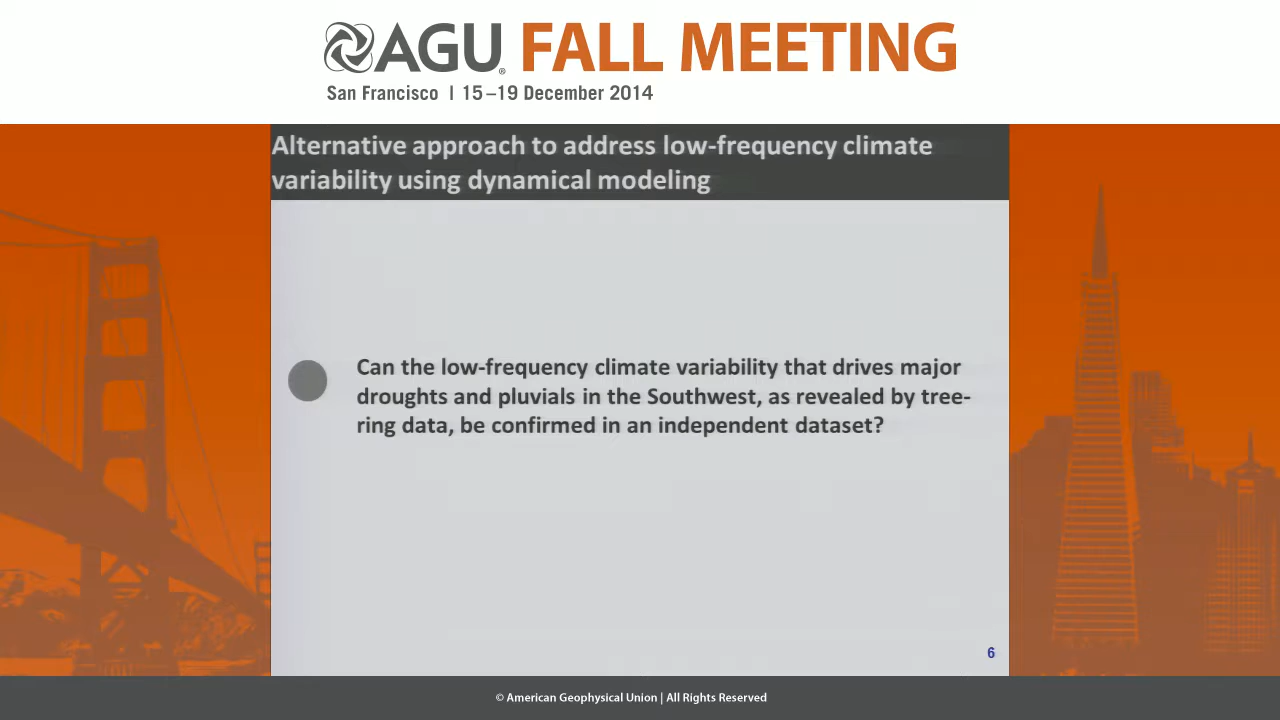 AGU® FALL MEETING
San Francisco | 15–19 December 2014
Alternative approach to address low-frequency climate
variability using dynamical modeling
Can the low-frequency climate variability that drives major
droughts and pluvials in the Southwest, as revealed by tree-
ring data, be confirmed in an independent dataset?
6
© American Geophysical Union | All Rights Reserved